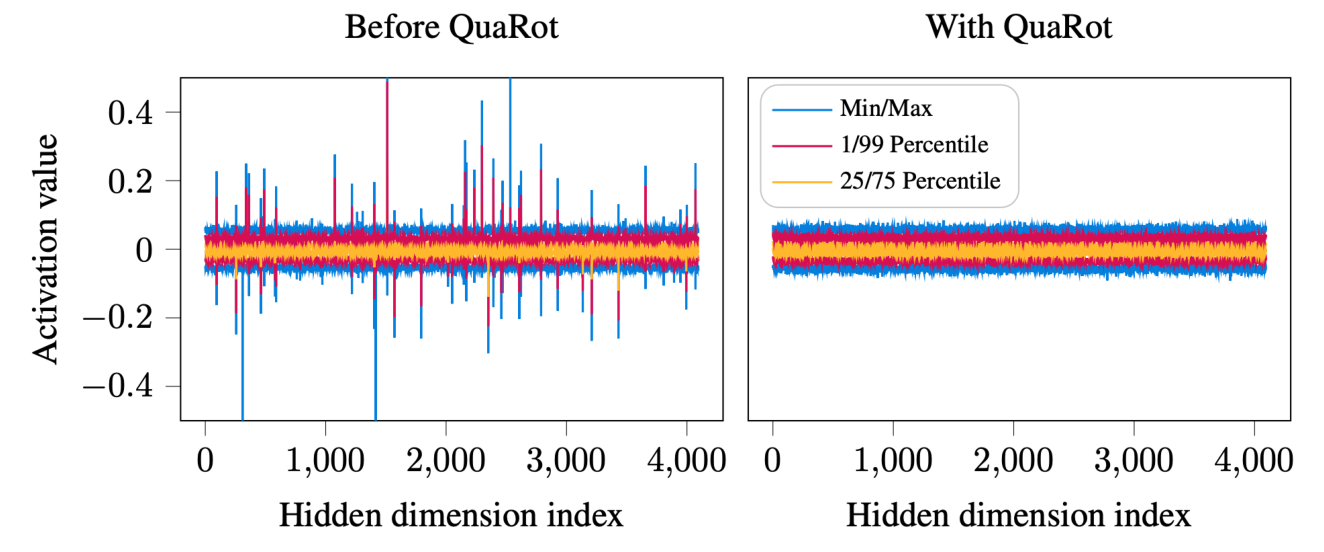 Before QuaRot
With QuaRot
Activation value
0.4
0.2
0
−0.2
−0.4
Min/Max
1/99 Percentile
25/75 Percentile
0 1,000 2,000 3,000 4,000
0 1,000 2,000 3,000 4,000
Hidden dimension index
Hidden dimension index